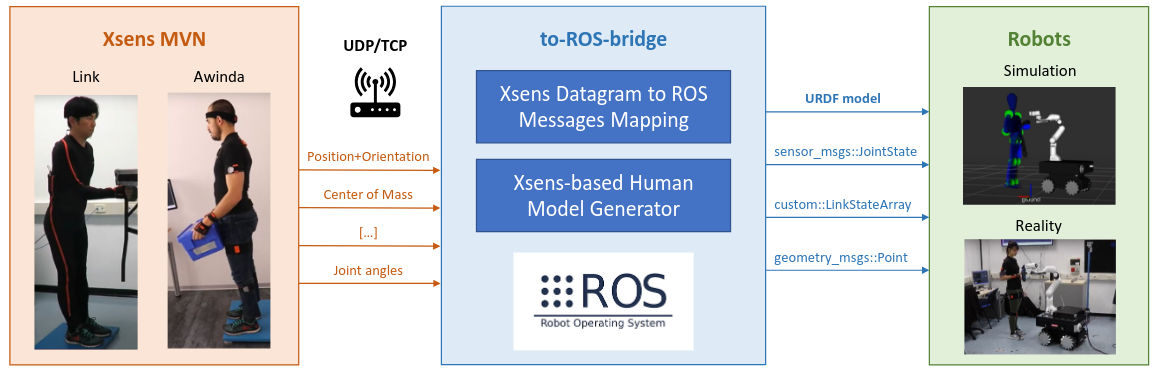 Xsens MVN
Link
Awinda
UDP/TCP
Position+Orientation
Center of Mass
[...]
Joint angles
to-ROS-bridge
Xsens Datagram to ROS
Messages Mapping
Xsens-based Human
Model Generator
ROS
Robot Operating System
URDF model
sensor_msgs::JointState
custom::LinkStateArray
geometry_msgs::Point
Robots
Simulation
ground
Reality